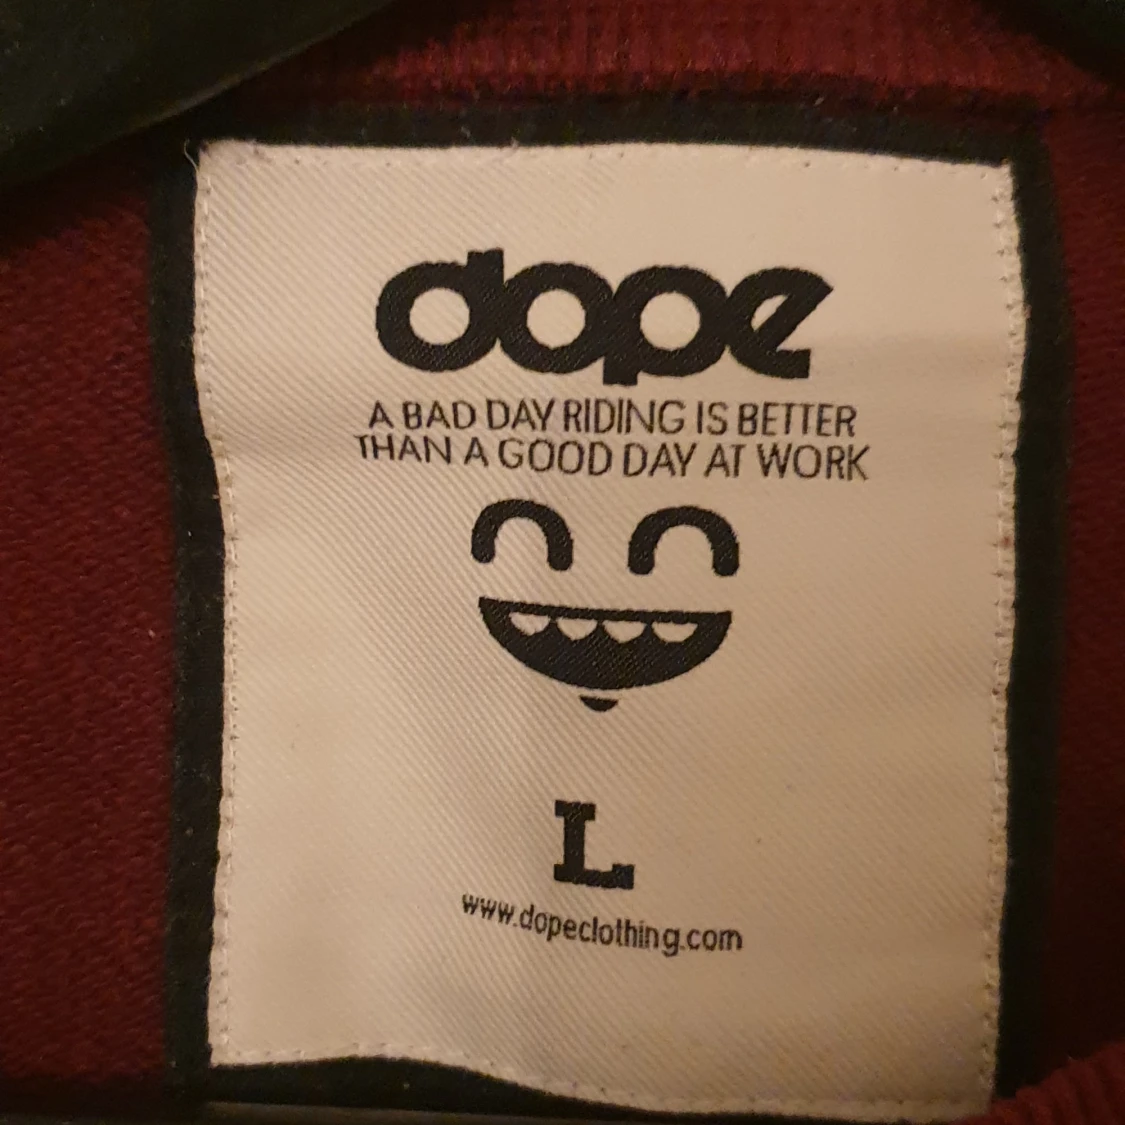 dope
A BAD DAY RIDING IS BETTER
THAN A GOOD DAY AT WORK
L
www.dopeclothing.com